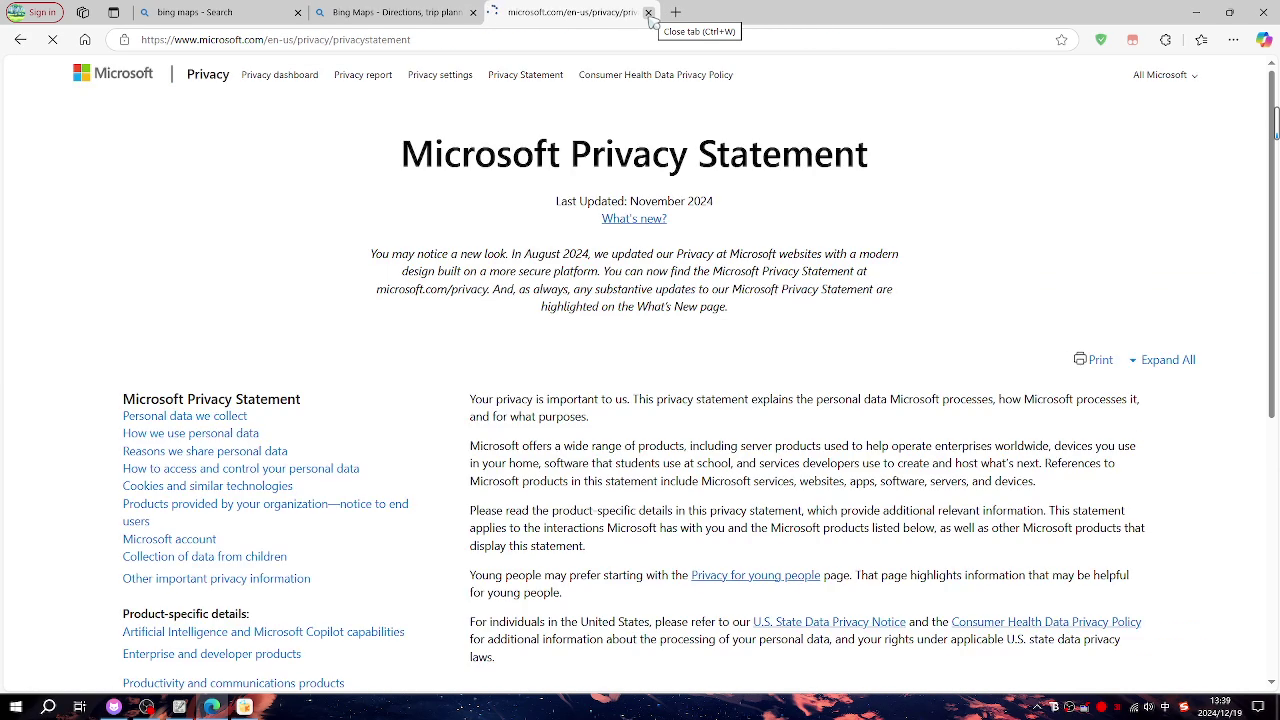 Sign in
bing maps - Search
Bing Maps - Directions, trip plann
microsoft.com/en-us/privacy/priv
Close tab (Ctrl+W)
https://www.microsoft.com/en-us/privacy/privacystatement
Microsoft
Privacy
Privacy dashboard
Privacy report
Privacy settings
Privacy Statement
Consumer Health Data Privacy Policy
All Microsoft
Microsoft Privacy Statement
Last Updated: November 2024
What's new?
You may notice a new look. In August 2024, we updated our Privacy at Microsoft websites with a modern
design built on a more secure platform. You can now find the Microsoft Privacy Statement at
microsoft.com/privacy. And, as always, any substantive updates to our Microsoft Privacy Statement are
highlighted on the What's New page.
Print
Expand All
Microsoft Privacy Statement
Personal data we collect
How we use personal data
Reasons we share personal data
How to access and control your personal data
Cookies and similar technologies
Products provided by your organization—notice to end
users
Microsoft account
Collection of data from children
Other important privacy information
Product-specific details:
Artificial Intelligence and Microsoft Copilot capabilities
Enterprise and developer products
Productivity and communications products
Your privacy is important to us. This privacy statement explains the personal data Microsoft processes, how Microsoft processes it,
and for what purposes.
Microsoft offers a wide range of products, including server products used to help operate enterprises worldwide, devices you use
in your home, software that students use at school, and services developers use to create and host what's next. References to
Microsoft products in this statement include Microsoft services, websites, apps, software, servers, and devices.
Please read the product-specific details in this privacy statement, which provide additional relevant information. This statement
applies to the interactions Microsoft has with you and the Microsoft products listed below, as well as other Microsoft products that
display this statement.
Young people may prefer starting with the Privacy for young people page. That page highlights information that may be helpful
for young people.
For individuals in the United States, please refer to our U.S. State Data Privacy Notice and the Consumer Health Data Privacy Policy
for additional information about the processing of your personal data, and your rights under applicable U.S. state data privacy
laws.
中
13:39
2024/12/19